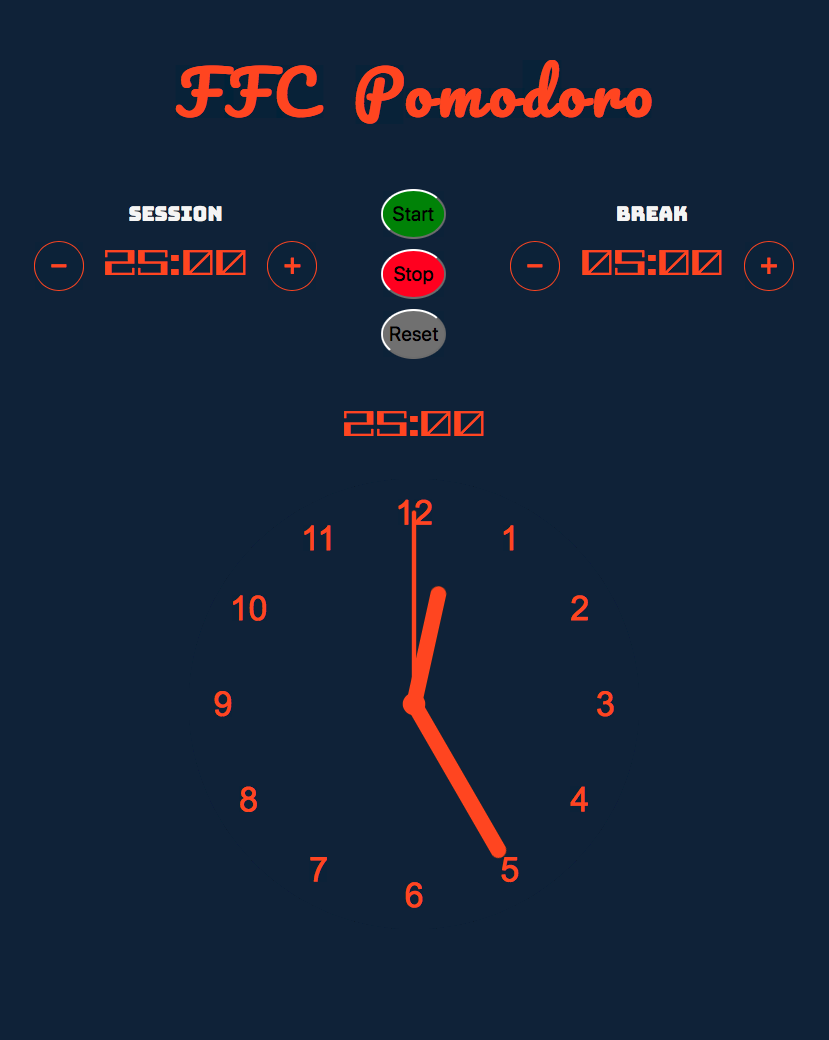 FFC Pomodoro
SESSION
− 25:00 +
Start
Stop
Reset
BREAK
− 05:00 +
25:00
12
11 1
10 2
9 3
8 4
7 5
6